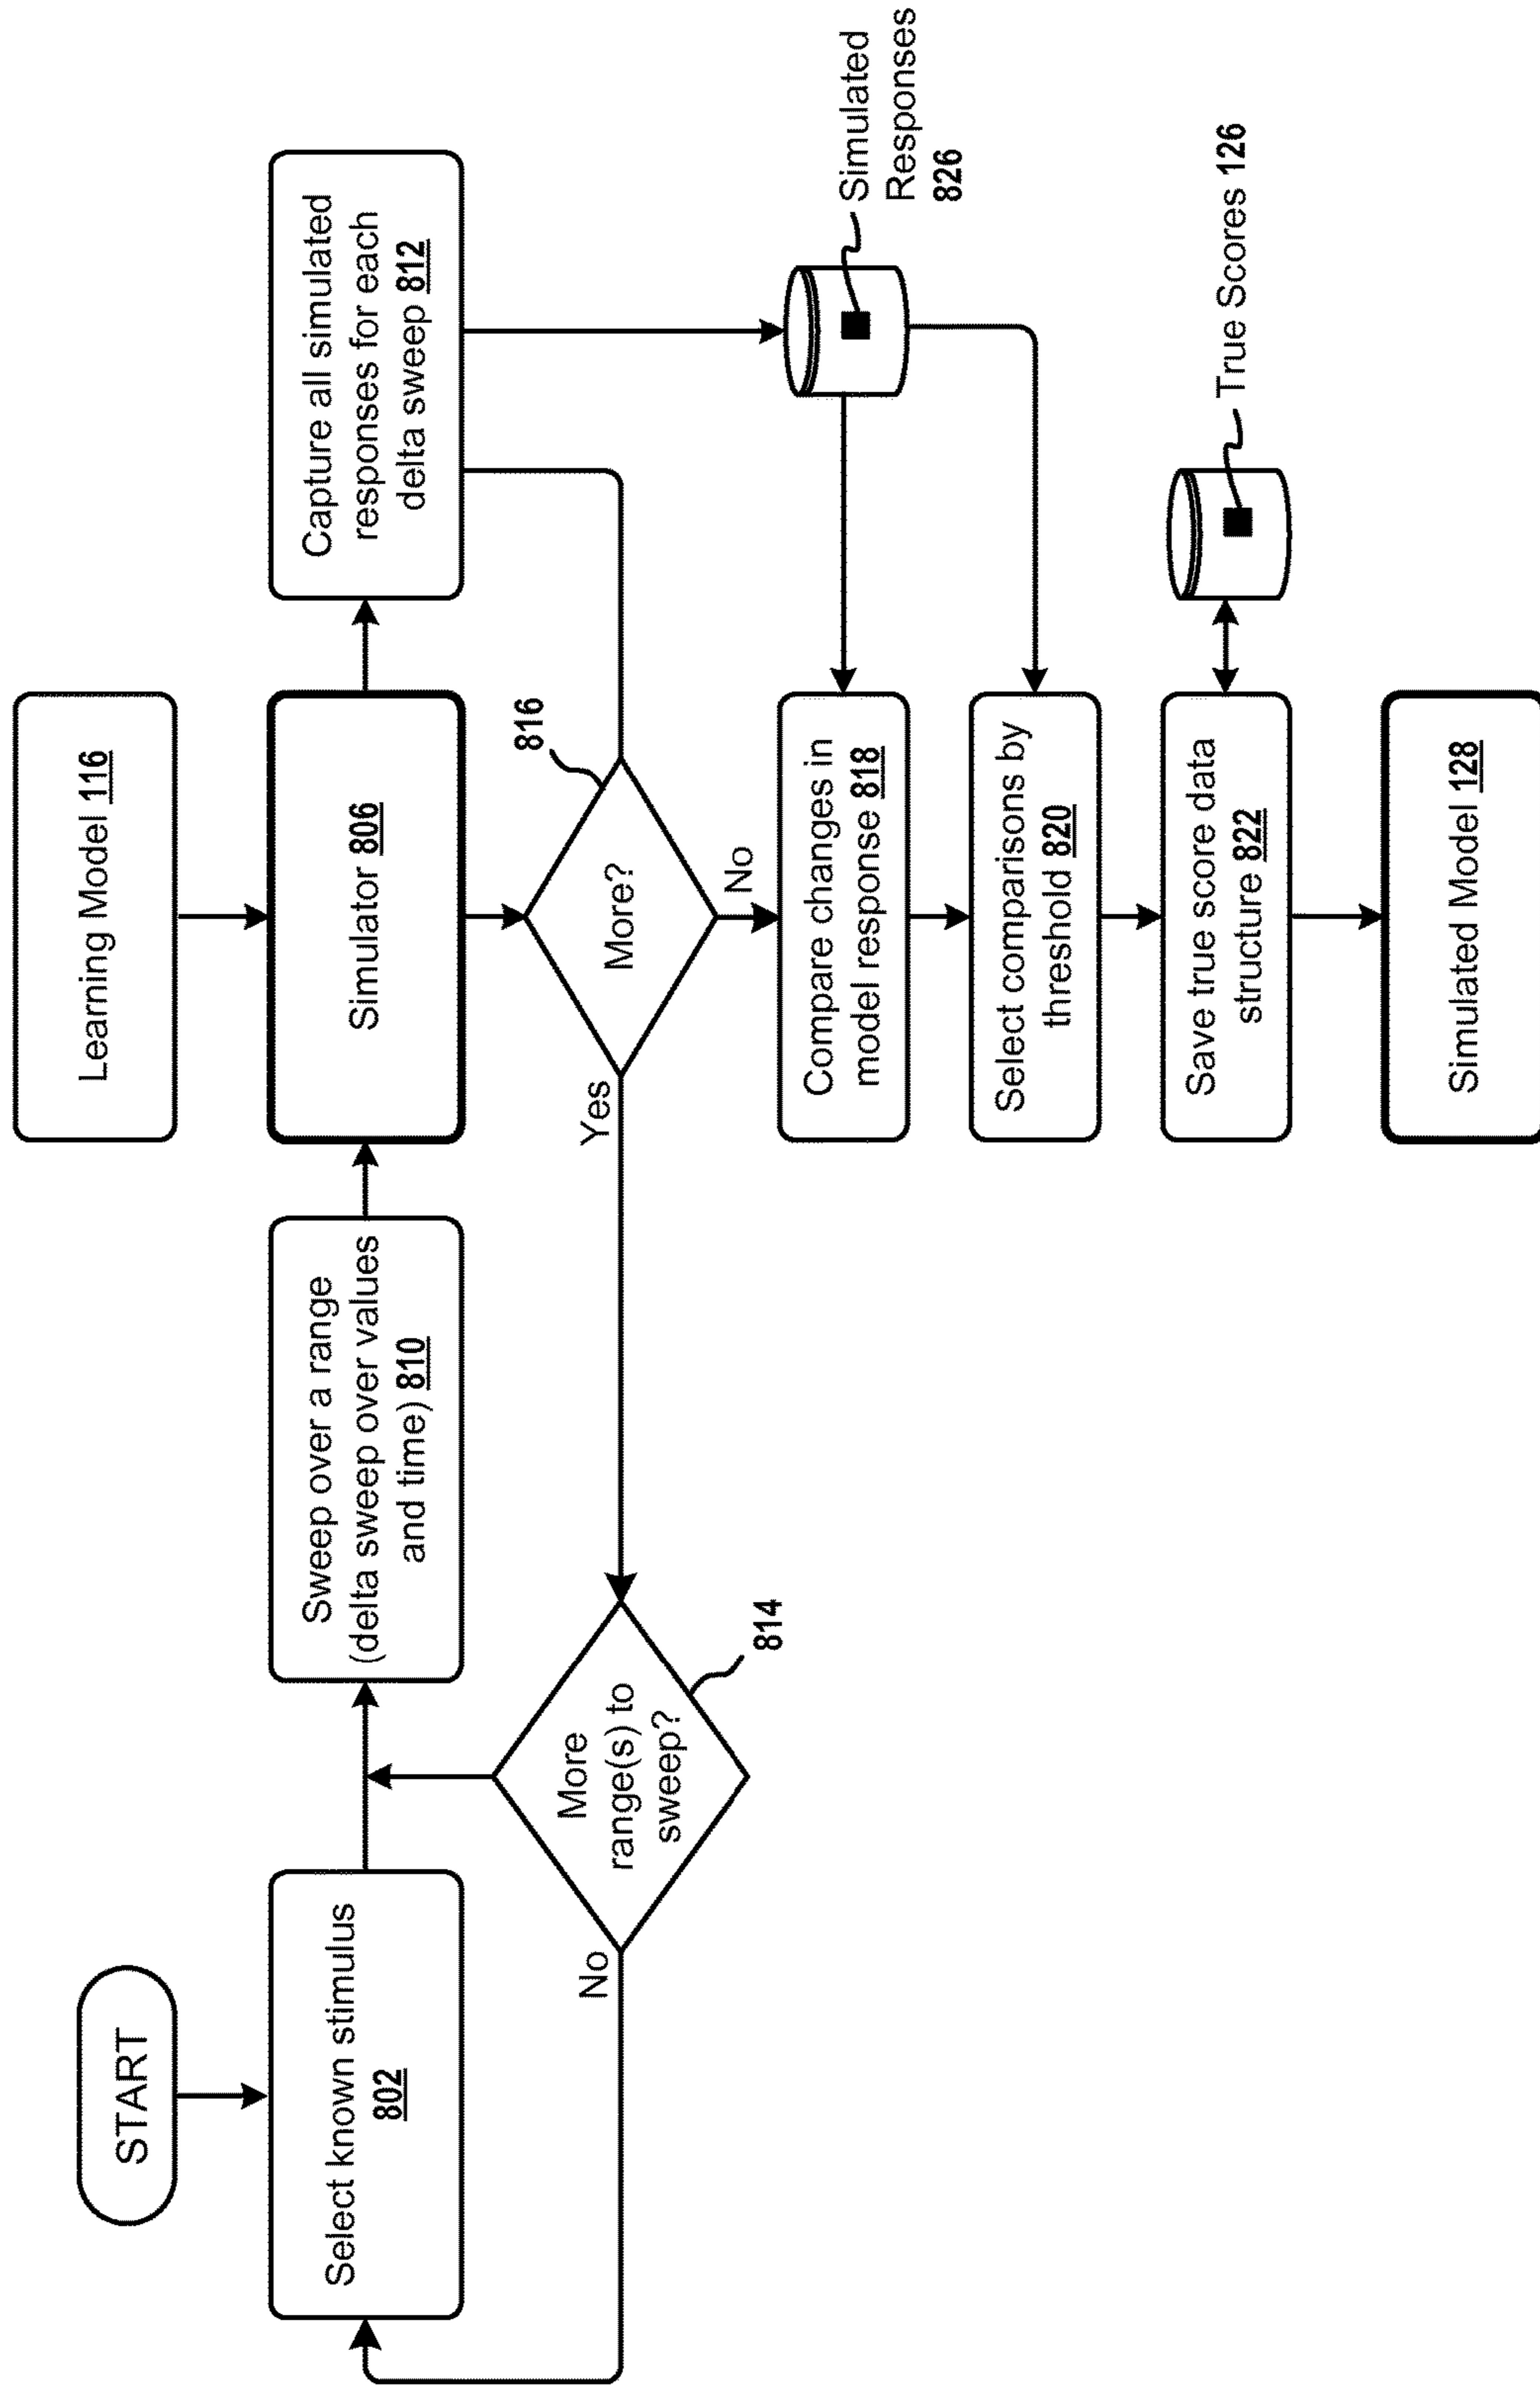 START
Select known stimulus
802
Sweep over a range
(delta sweep over values
and time) 810
Learning Model 116
Simulator 806
Capture all simulated
responses for each
delta sweep 812
More
range(s) to
sweep?
814
No
More?
816
Yes
No
Compare changes in
model response 818
Simulated
Responses
826
Select comparisons by
threshold 820
Save true score data
structure 822
True Scores 126
Simulated Model 128